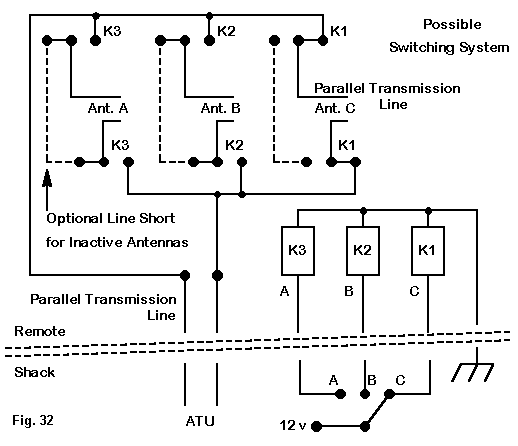 K3
K2
K1
Possible
Switching System
Parallel Transmission
Line
Ant. A
Ant. B
Ant. C
K3
K2
K1
Optional Line Short
for Inactive Antennas
K3
K2
K1
A
B
C
Parallel Transmission
Line
Remote
Shack
A
B
C
Fig. 32
ATU
12 v